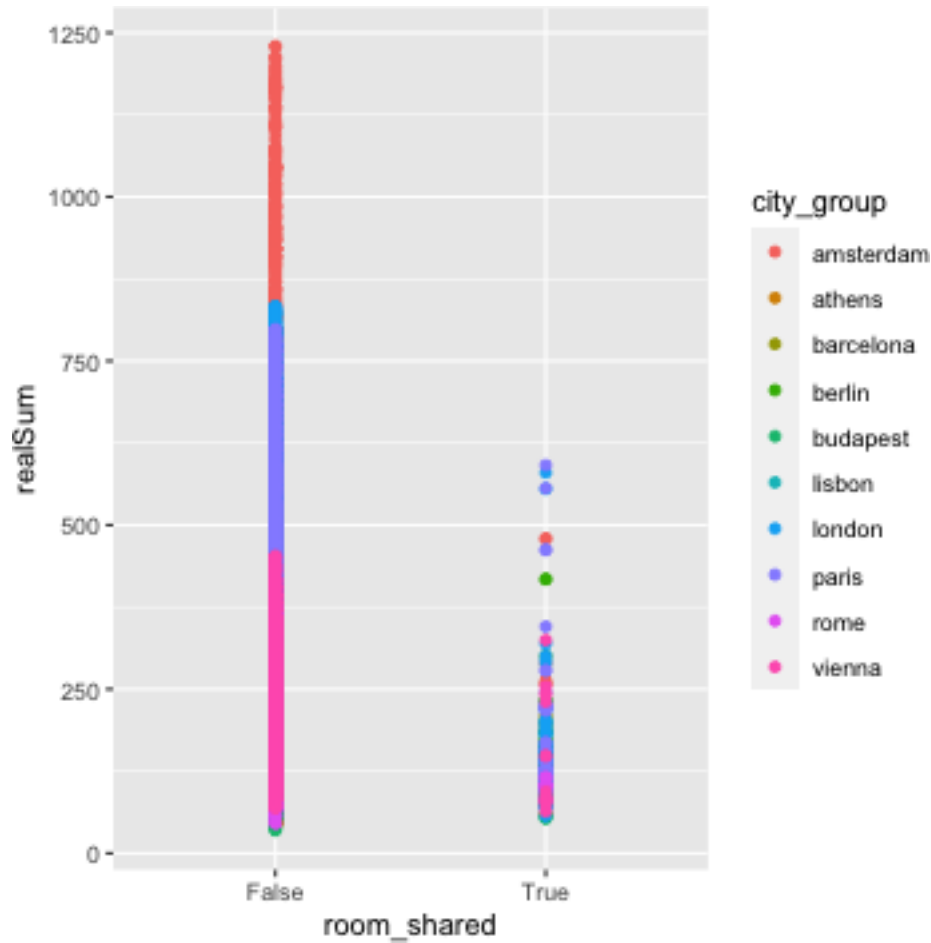 1250
1000
750
500
250
0
realSum
False
True
room_shared
city_group
amsterdam
athens
barcelona
berlin
budapest
lisbon
london
paris
rome
vienna